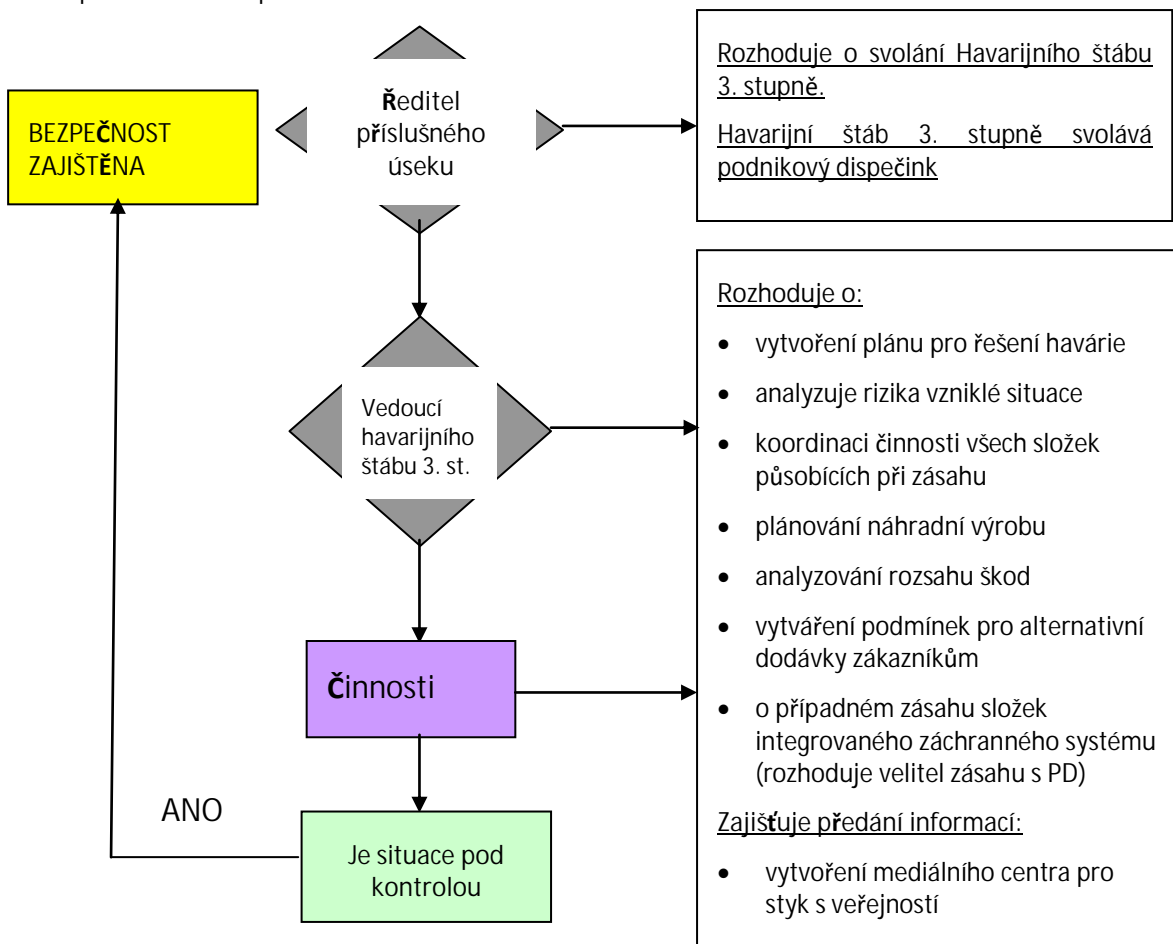 BEZPEČNOST
ZAJIŠTĚNA
Ředitel
příslušného
úseku
Rozhoduje o svolání Havarijního štábu
3. stupně.
Havarijní štáb 3. stupně svolává
podnikový dispečink
Vedoucí
havarijního
štábu 3. st.
Rozhoduje o:
• vytvoření plánu pro řešení havárie
• analyzuje rizika vzniklé situace
• koordinaci činnosti všech složek
působících při zásahu
• plánování náhradní výrobu
• analyzování rozsahu škod
• vytváření podmínek pro alternativní
dodávky zákazníkům
• o případném zásahu složek
integrovaného záchranného systému
(rozhoduje velitel zásahu s PD)
Zajišťuje předání informací:
• vytvoření mediálního centra pro
styk s veřejností
Činnosti
ANO
Je situace pod
kontrolou